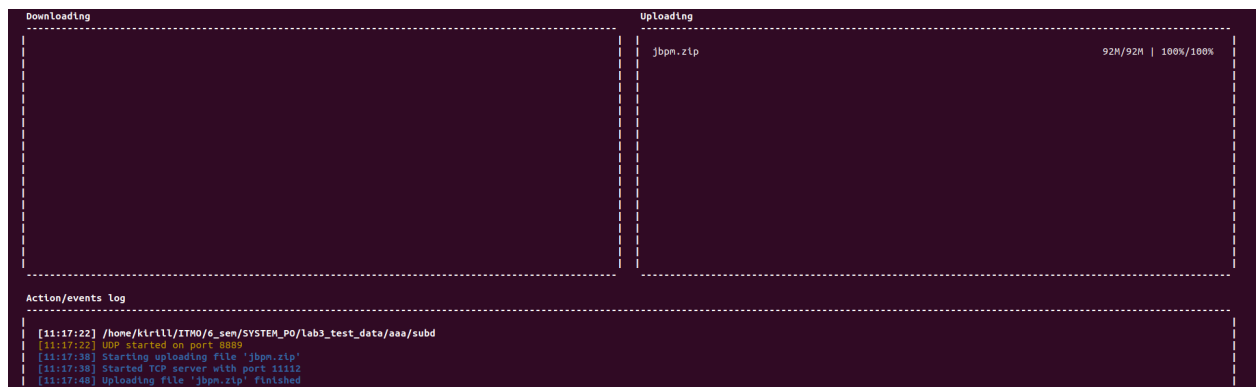 Downloading
Uploading
jbpm.zip 92M/92M | 100%/100%
Action/events log
[11:17:22] /home/kirill/ITMO/6_sem/SYSTEM_PO/lab3_test_data/aaa/subd
[11:17:22] UDP started on port 8889
[11:17:38] Starting uploading file 'jbpm.zip'
[11:17:38] Started TCP server with port 11112
[11:17:48] Uploading file 'jbpm.zip' finished